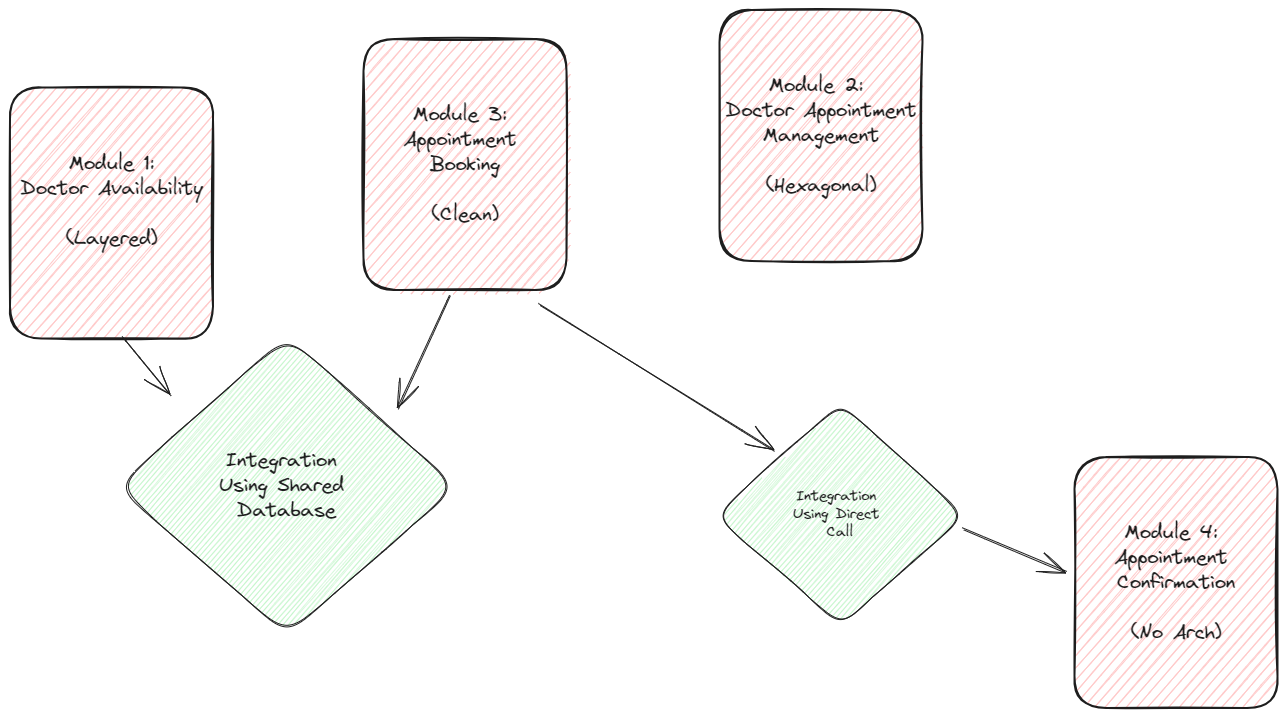 Module 1:
Doctor Availability
(Layered)
Module 3:
Appointment
Booking
(Clean)
Module 2:
Doctor Appointment
Management
(Hexagonal)
Integration
Using Shared
Database
Integration
Using Direct
Call
Module 4:
Appointment
Confirmation
(No Arch)